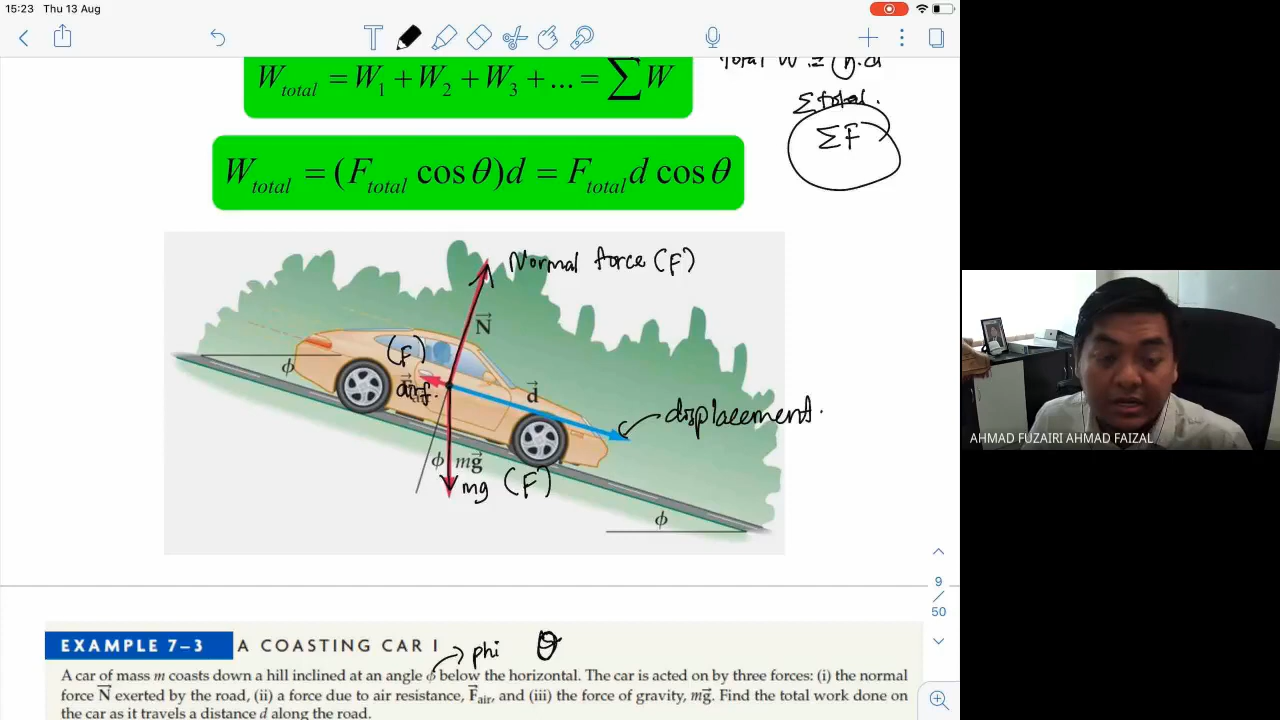 15:23 Thu 13 Aug
W_total = W_1 + W_2 + W_3 + ... = ∑ W
Total W
Σ total.
ΣF
W_total = (F_total cos θ)d = F_total d cos θ
Normal force (F)
N
(F)
air
d
displacement.
ϕ
ϕ mg
mg (F)
ϕ
9
/
50
EXAMPLE 7–3 A COASTING CAR I
phi θ
A car of mass m coasts down a hill inclined at an angle ϕ below the horizontal. The car is acted on by three forces: (i) the normal
force N exerted by the road, (ii) a force due to air resistance, F_air, and (iii) the force of gravity, mg. Find the total work done on
the car as it travels a distance d along the road.
AHMAD FUZAIRI AHMAD FAIZAL